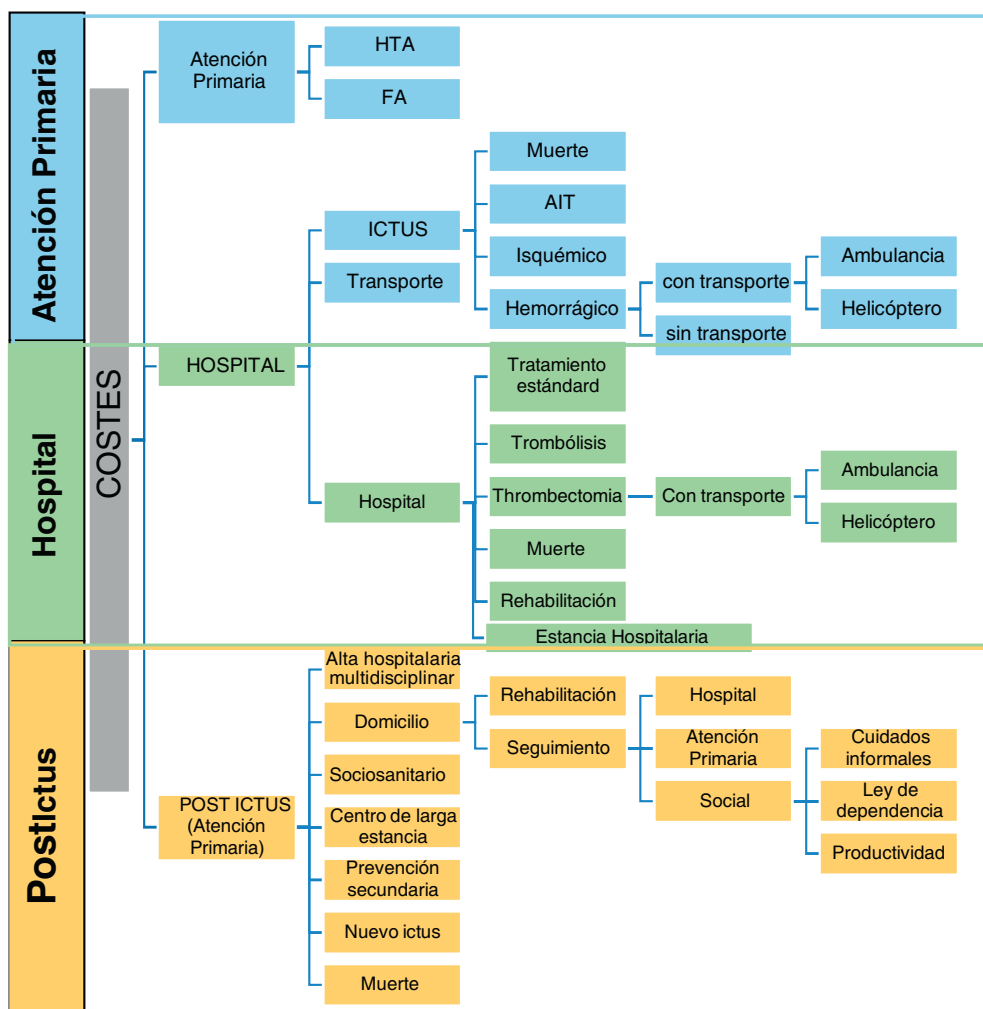 Atención Primaria
Hospital
PostIctus
COSTES
Atención
Primaria
HTA
FA
HOSPITAL
ICTUS
Transporte
Muerte
AIT
Isquémico
Hemorrágico
con transporte
sin transporte
Ambulancia
Helicóptero
Hospital
Tratamiento
estándard
Trombólisis
Thrombectomia
Muerte
Rehabilitación
Estancia Hospitalaria
Con transporte
Ambulancia
Helicóptero
POST ICTUS
(Atención
Primaria)
Alta hospitalaria
multidisciplinar
Domicilio
Sociosanitario
Centro de larga
estancia
Prevención
secundaria
Nuevo ictus
Muerte
Rehabilitación
Seguimiento
Hospital
Atención
Primaria
Social
Cuidados
informales
Ley de
dependencia
Productividad